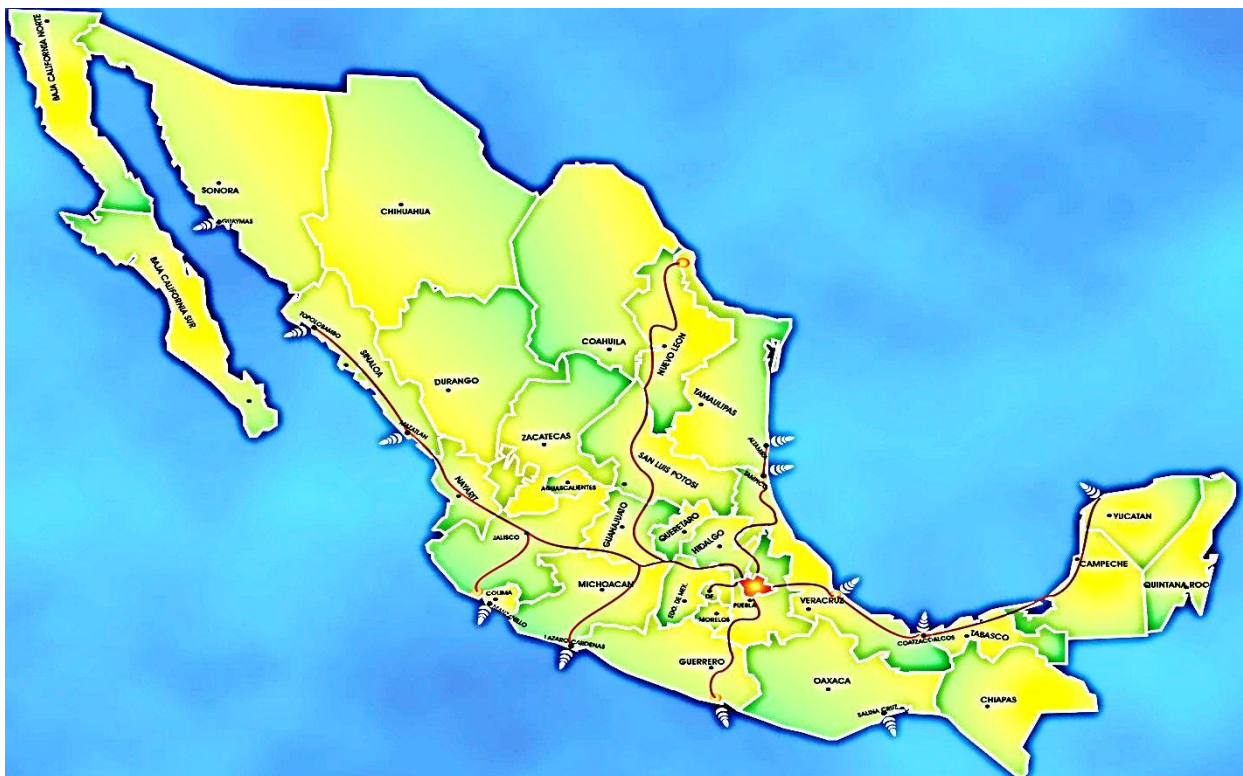 BAJA CALIFORNIA NORTE
SONORA
GUAYMAS
CHIHUAHUA
BAJA CALIFORNIA SUR
TOPOLOBAMBO
SINALOA
COAHUILA
NUEVO LEON
DURANGO
TAMAULIPAS
MAZATLAN
ZACATECAS
ALTAMIRA
SAN LUIS POTOSI
TAMPICO
NAYARIT
AGUASCALIENTES
GUANAJUATO
QUERETARO
HIDALGO
JALISCO
YUCATAN
CAMPECHE
QUINTANA ROO
MICHOACAN
COLIMA
MANZANILLO
EDO. DE MEX.
DF
PUEBLA
MORELOS
VERACRUZ
COATZACOALCOS
TABASCO
LAZARO CARDENAS
GUERRERO
OAXACA
SALINA CRUZ
CHIAPAS